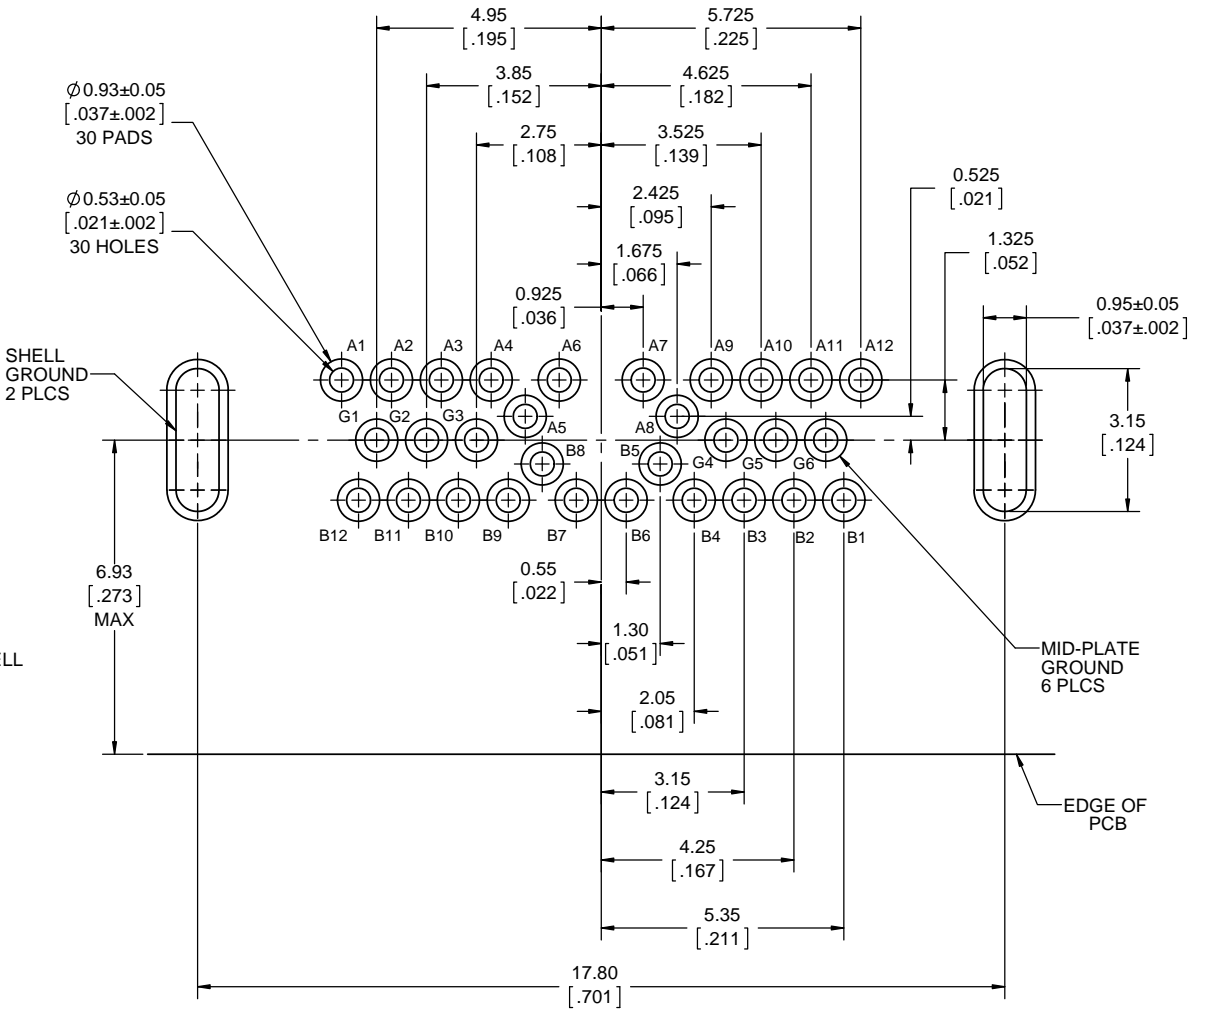 4.95
[.195]
5.725
[.225]
3.85
[.152]
4.625
[.182]
Ø0.93±0.05
[.037±.002]
30 PADS
2.75
[.108]
3.525
[.139]
0.525
[.021]
Ø0.53±0.05
[.021±.002]
30 HOLES
2.425
[.095]
1.325
[.052]
1.675
[.066]
0.925
[.036]
0.95±0.05
[.037±.002]
SHELL
GROUND
2 PLCS
A1 A2 A3 A4 A6 A7 A9 A10 A11 A12
G1 G2 G3 A5 A8
3.15
[.124]
B8 B5 G4 G5 G6
B12 B11 B10 B9 B7 B6 B4 B3 B2 B1
6.93
[.273]
MAX
0.55
[.022]
1.30
[.051]
ELL
MID-PLATE
GROUND
6 PLCS
2.05
[.081]
3.15
[.124]
EDGE OF
PCB
4.25
[.167]
5.35
[.211]
17.80
[.701]